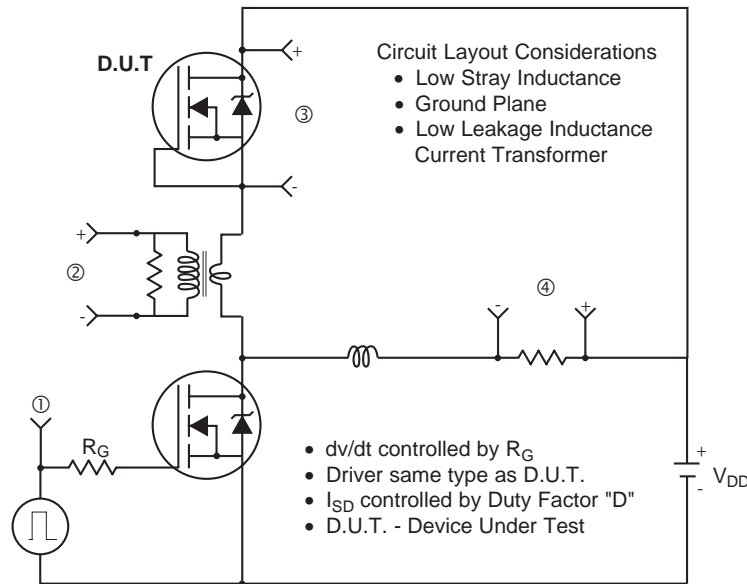 D.U.T
+
Circuit Layout Considerations
• Low Stray Inductance
• Ground Plane
• Low Leakage Inductance
Current Transformer
③
-
+
②
-
④
- +
①
RG
• dv/dt controlled by RG
• Driver same type as D.U.T.
• ISD controlled by Duty Factor "D"
• D.U.T. - Device Under Test
+
VDD
-